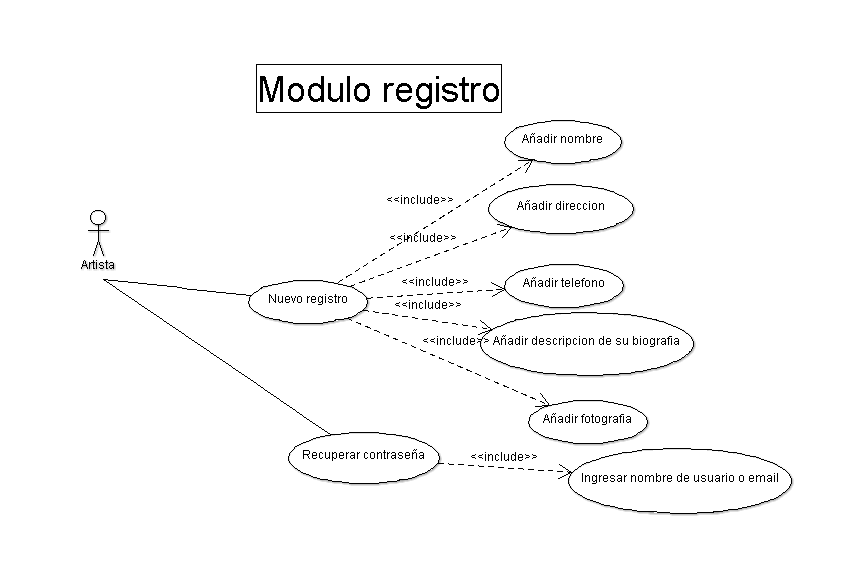 Modulo registro
Añadir nombre
<<include>>
Añadir direccion
<<include>>
Artista
Añadir telefono
<<include>>
Nuevo registro
<<include>>
Añadir descripcion de su biografia
<<include>>
Añadir fotografia
Recuperar contraseña
<<include>>
Ingresar nombre de usuario o email